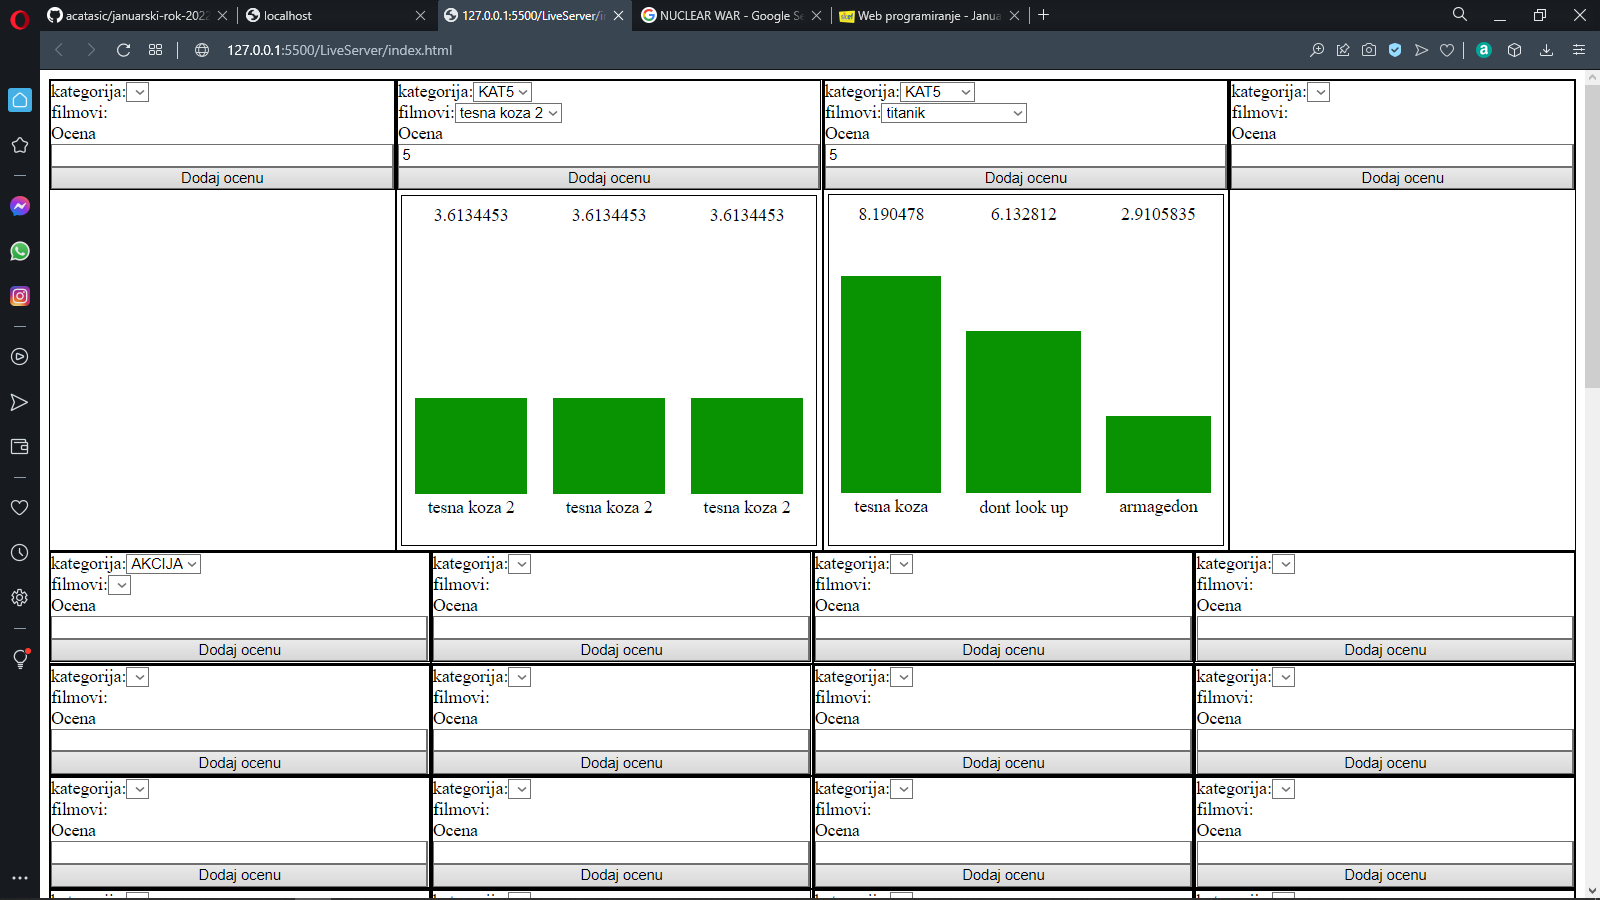 acatasic/januarski-rok-2022
localhost
127.0.0.1:5500/LiveServer/in
NUCLEAR WAR - Google Se
Web programiranje - Janua
127.0.0.1:5500/LiveServer/index.html
kategorija:
filmovi:
Ocena
Dodaj ocenu
kategorija: KAT5
filmovi: tesna koza 2
Ocena
5
Dodaj ocenu
3.6134453 3.6134453 3.6134453
tesna koza 2 tesna koza 2 tesna koza 2
kategorija: KAT5
filmovi: titanik
Ocena
5
Dodaj ocenu
8.190478 6.132812 2.9105835
tesna koza dont look up armagedon
kategorija:
filmovi:
Ocena
Dodaj ocenu
kategorija: AKCIJA
filmovi:
Ocena
Dodaj ocenu
kategorija:
filmovi:
Ocena
Dodaj ocenu
kategorija:
filmovi:
Ocena
Dodaj ocenu
kategorija:
filmovi:
Ocena
Dodaj ocenu
kategorija:
filmovi:
Ocena
Dodaj ocenu
kategorija:
filmovi:
Ocena
Dodaj ocenu
kategorija:
filmovi:
Ocena
Dodaj ocenu
kategorija:
filmovi:
Ocena
Dodaj ocenu
kategorija:
filmovi:
Ocena
Dodaj ocenu
kategorija:
filmovi:
Ocena
Dodaj ocenu
kategorija:
filmovi:
Ocena
Dodaj ocenu
kategorija:
filmovi:
Ocena
Dodaj ocenu